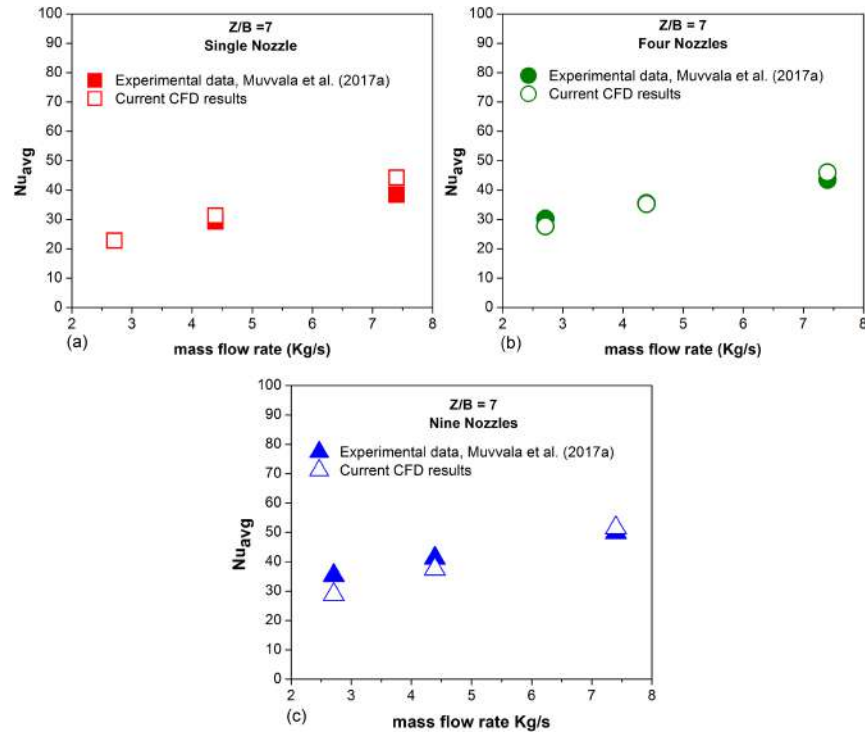 Z/B =7
Single Nozzle
Experimental data, Muvvala et al. (2017a)
Current CFD results
100
90
80
70
60
50
40
30
20
10
0
Nuavg
2 3 4 5 6 7 8
(a)
mass flow rate (Kg/s)
Z/B = 7
Four Nozzles
Experimental data, Muvvala et al. (2017a)
Current CFD results
100
90
80
70
60
50
40
30
20
10
0
Nuavg
2 3 4 5 6 7 8
(b)
mass flow rate (Kg/s)
Z/B = 7
Nine Nozzles
Experimental data, Muvvala et al. (2017a)
Current CFD results
100
90
80
70
60
50
40
30
20
10
0
Nuavg
2 3 4 5 6 7 8
(c)
mass flow rate Kg/s